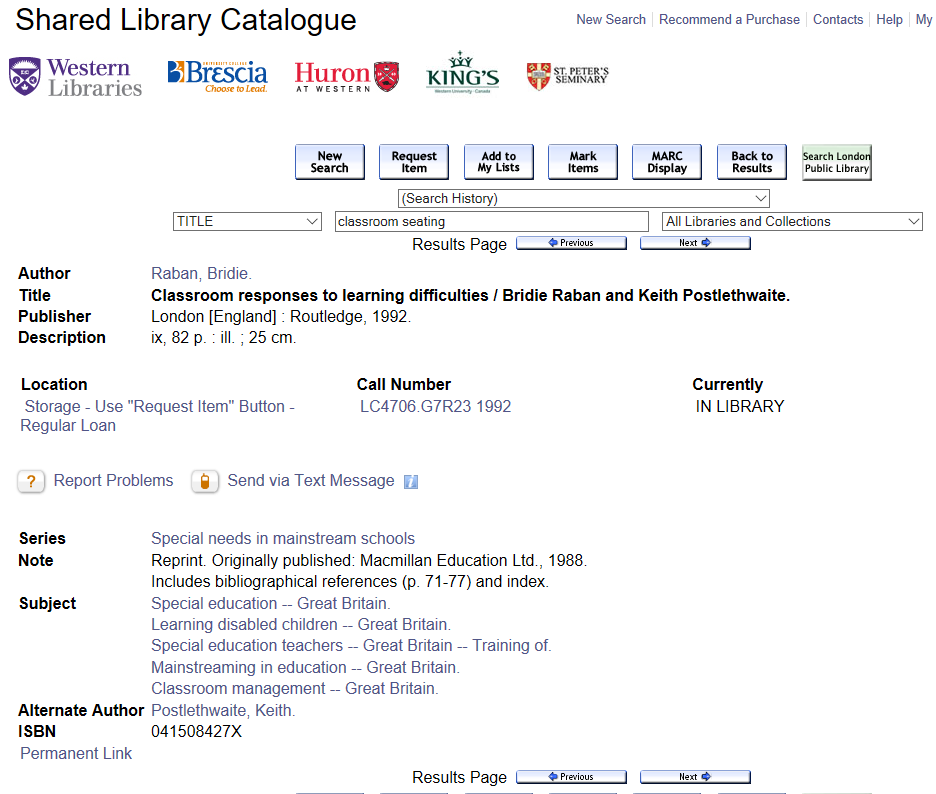 Shared Library Catalogue
New Search Recommend a Purchase Contacts Help My
Western Libraries
UNIVERSITY COLLEGE
BRESCIA
Choose to Lead.
Huron
AT WESTERN
KING'S
Western University · Canada
ST. PETER'S
SEMINARY
New Search
Request Item
Add to My Lists
Mark Items
MARC Display
Back to Results
Search London Public Library
(Search History)
TITLE classroom seating All Libraries and Collections
Results Page Previous Next
Author Raban, Bridie.
Title Classroom responses to learning difficulties / Bridie Raban and Keith Postlethwaite.
Publisher London [England] : Routledge, 1992.
Description ix, 82 p. : ill. ; 25 cm.
Location Call Number Currently
Storage - Use "Request Item" Button - LC4706.G7R23 1992 IN LIBRARY
Regular Loan
? Report Problems Send via Text Message i
Series Special needs in mainstream schools
Note Reprint. Originally published: Macmillan Education Ltd., 1988.
Includes bibliographical references (p. 71-77) and index.
Subject Special education -- Great Britain.
Learning disabled children -- Great Britain.
Special education teachers -- Great Britain -- Training of.
Mainstreaming in education -- Great Britain.
Classroom management -- Great Britain.
Alternate Author Postlethwaite, Keith.
ISBN 041508427X
Permanent Link
Results Page Previous Next